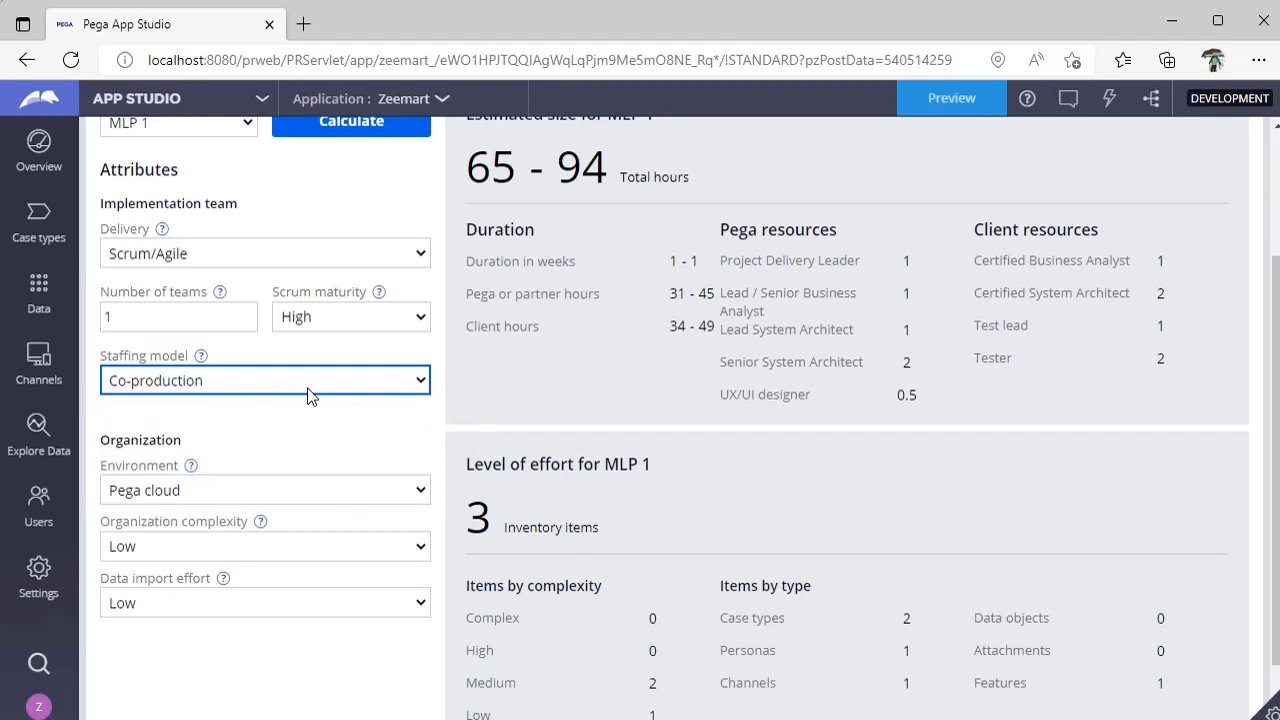 PEGA Pega App Studio
localhost:8080/prweb/PRServlet/app/zeemart_/eWO1HPJTQQIAgWqLqPjm9Me5mO8NE_Rq*/!STANDARD?pzPostData=540514259
APP STUDIO
Application : Zeemart
Preview
DEVELOPMENT
Overview
Case types
Data
Channels
Explore Data
Users
Settings
Z
MLP 1
Calculate
Attributes
Implementation team
Delivery
Scrum/Agile
Number of teams
Scrum maturity
1
High
Staffing model
Co-production
Organization
Environment
Pega cloud
Organization complexity
Low
Data import effort
Low
Estimated size for MLP 1
65 - 94 Total hours
Duration
Duration in weeks 1 - 1
Pega or partner hours 31 - 45
Client hours 34 - 49
Pega resources
Project Delivery Leader 1
Lead / Senior Business 1
Analyst
Lead System Architect 1
Senior System Architect 2
UX/UI designer 0.5
Client resources
Certified Business Analyst 1
Certified System Architect 2
Test lead 1
Tester 2
Level of effort for MLP 1
3 Inventory items
Items by complexity
Complex 0
High 0
Medium 2
Low 1
Items by type
Case types 2
Personas 1
Channels 1
Data objects 0
Attachments 0
Features 1